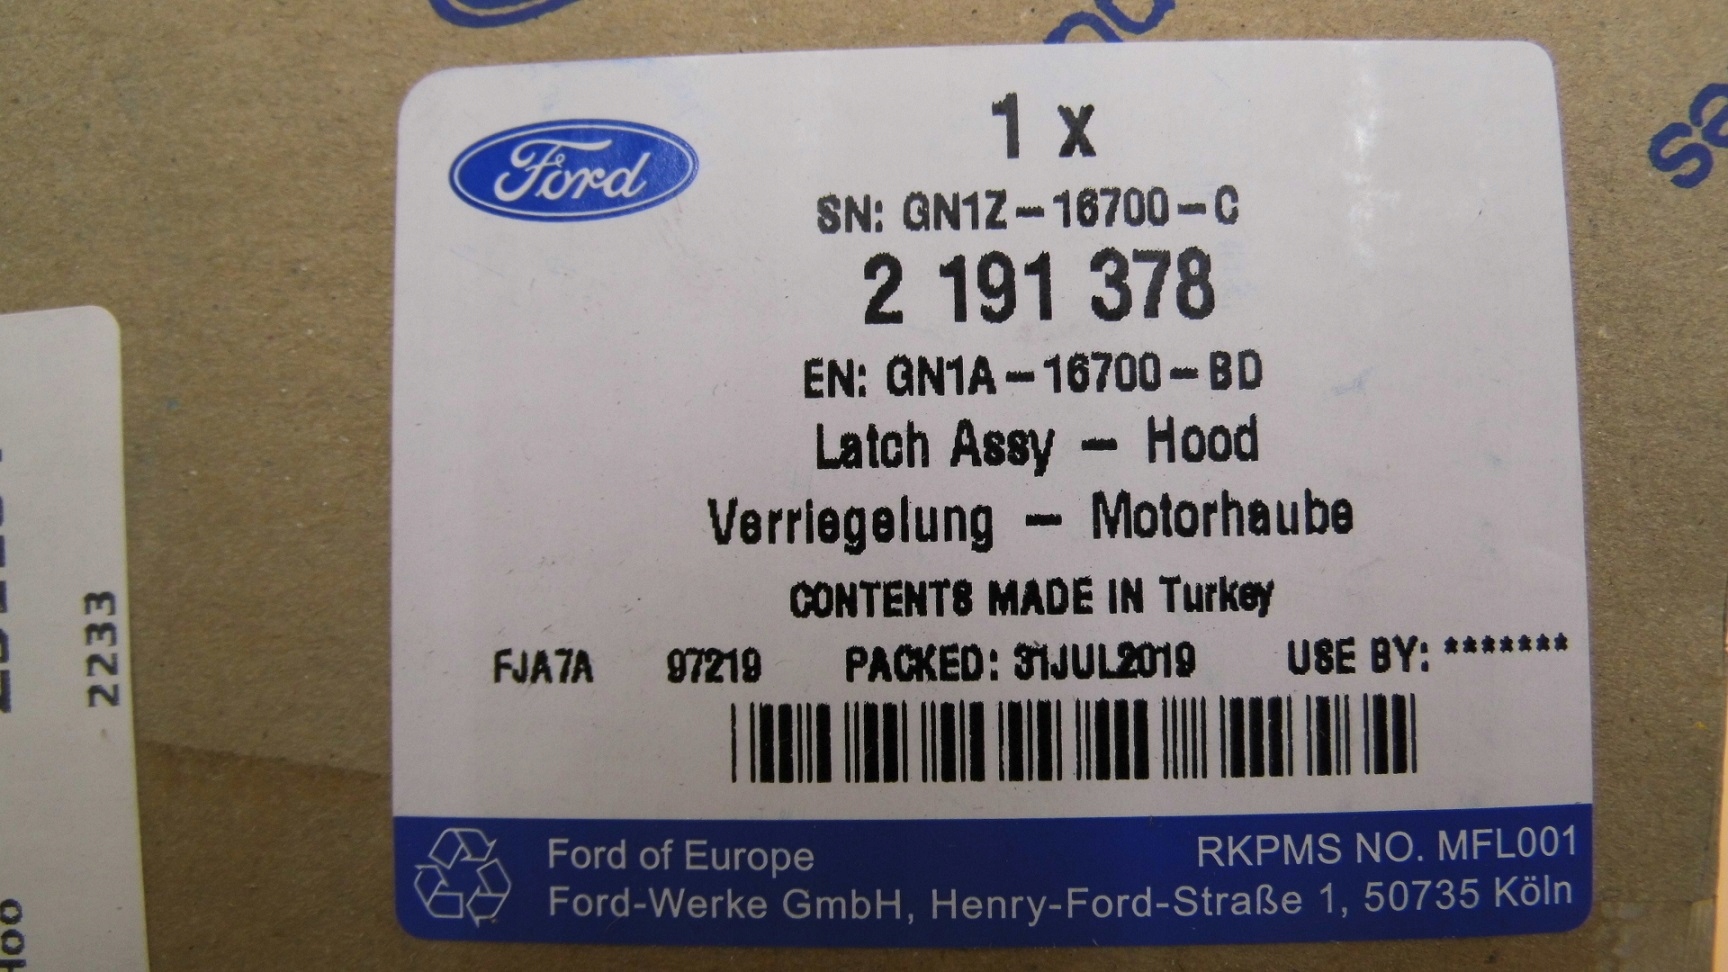 Ford
1 x
SN: GN1Z-16700-C
2 191 378
EN: GN1A-16700-BD
Latch Assy - Hood
Verriegelung - Motorhaube
CONTENTS MADE IN Turkey
FJA7A 97219 PACKED: 31JUL2019 USE BY: *******
Ford of Europe RKPMS NO. MFL001
Ford-Werke GmbH, Henry-Ford-Straße 1, 50735 Köln
2233